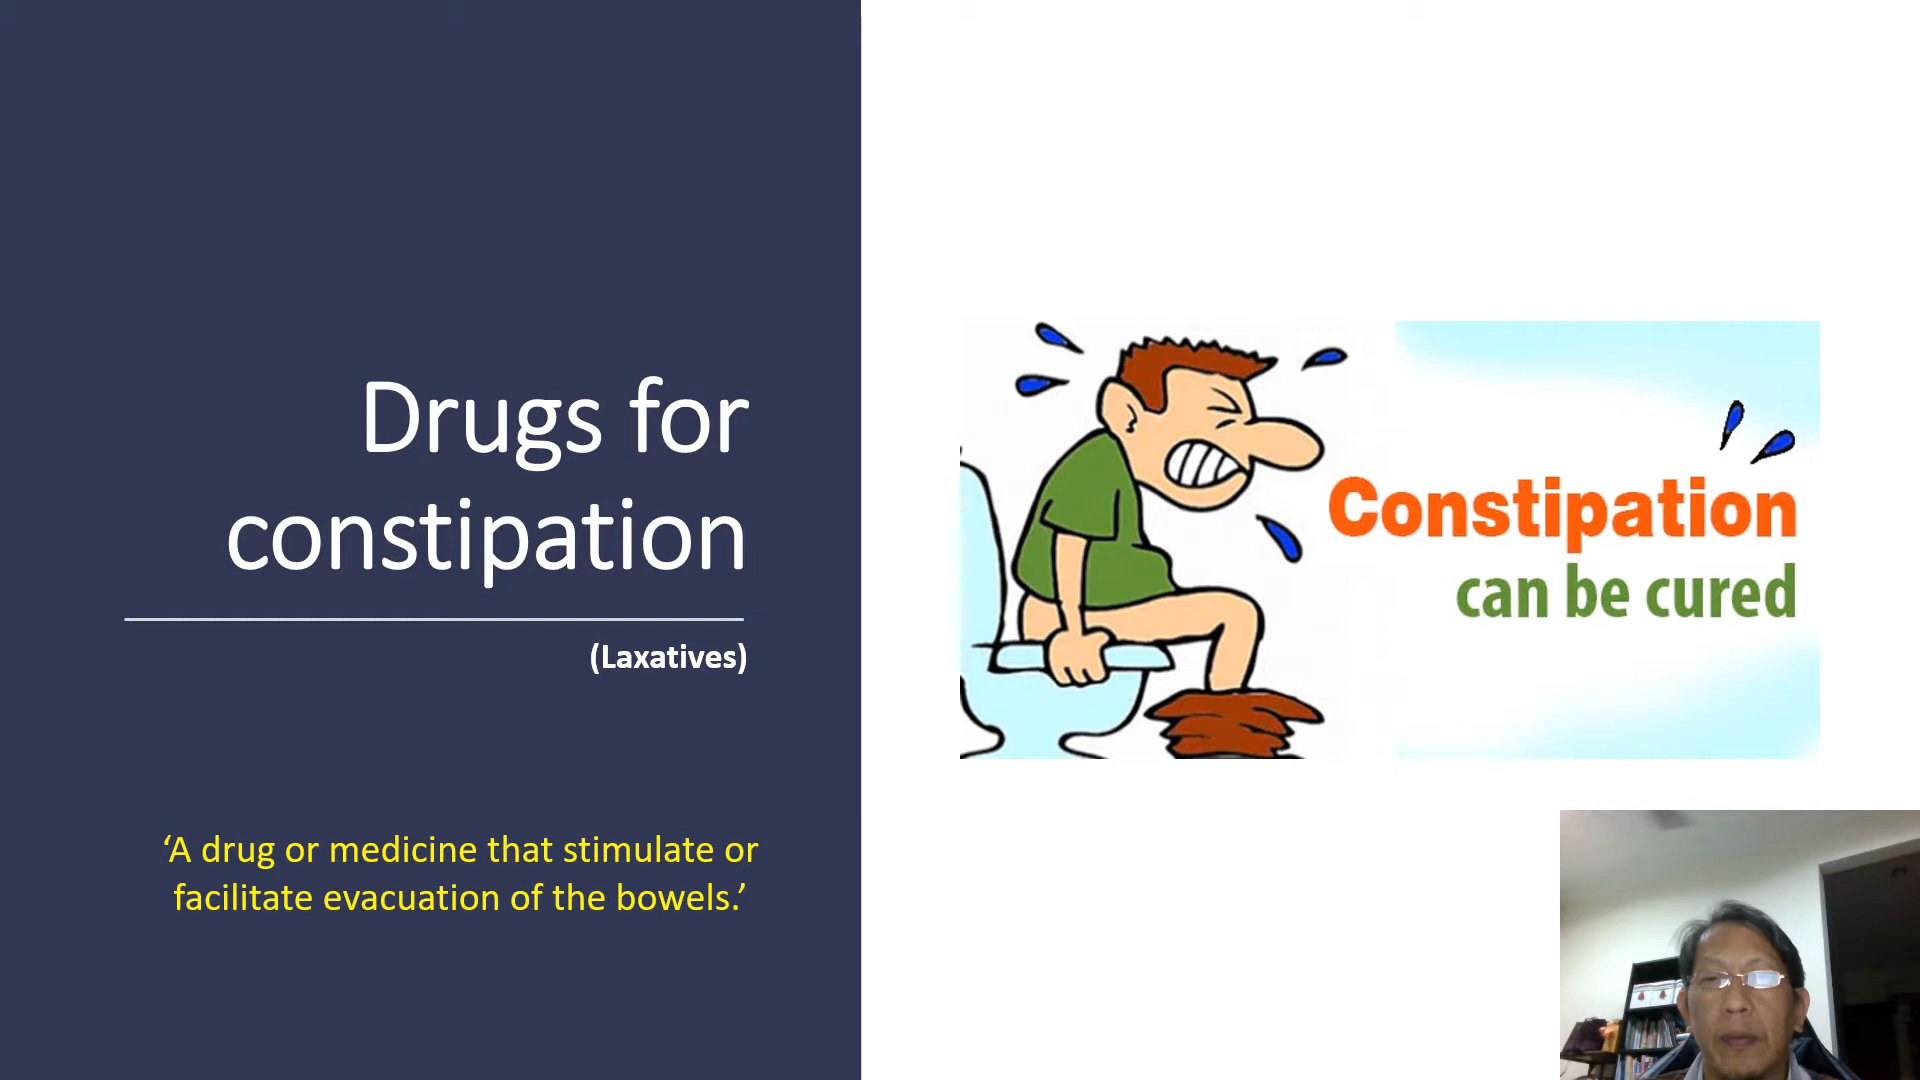 Drugs for
constipation
(Laxatives)
‘A drug or medicine that stimulate or
facilitate evacuation of the bowels.’
Constipation
can be cured